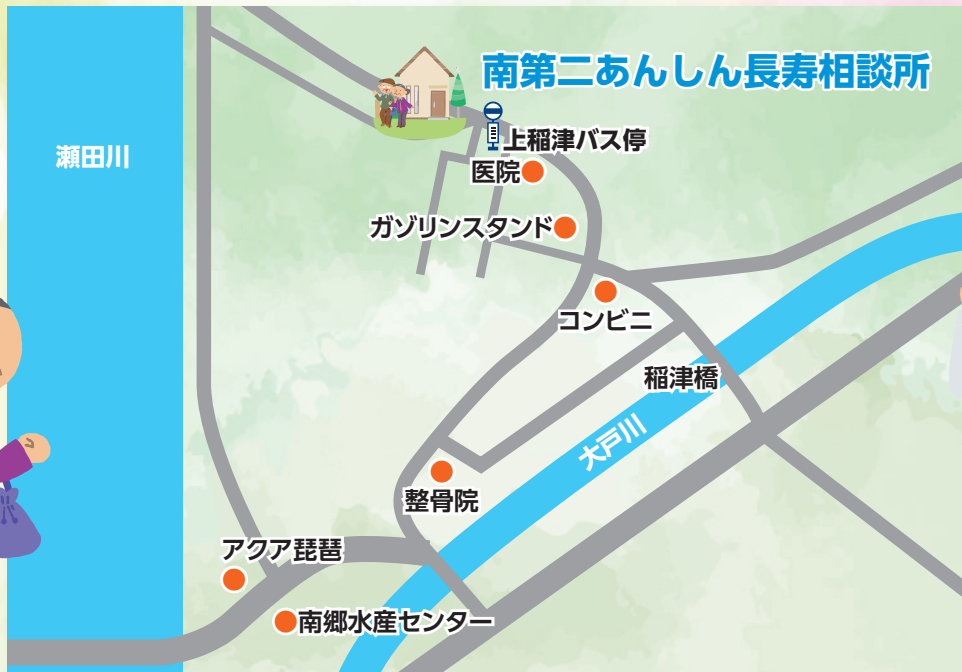 南第二あんしん長寿相談所
上稲津バス停
瀬田川
医院
ガゾリンスタンド
コンビニ
稲津橋
大戸川
整骨院
アクア琵琶
南郷水産センター